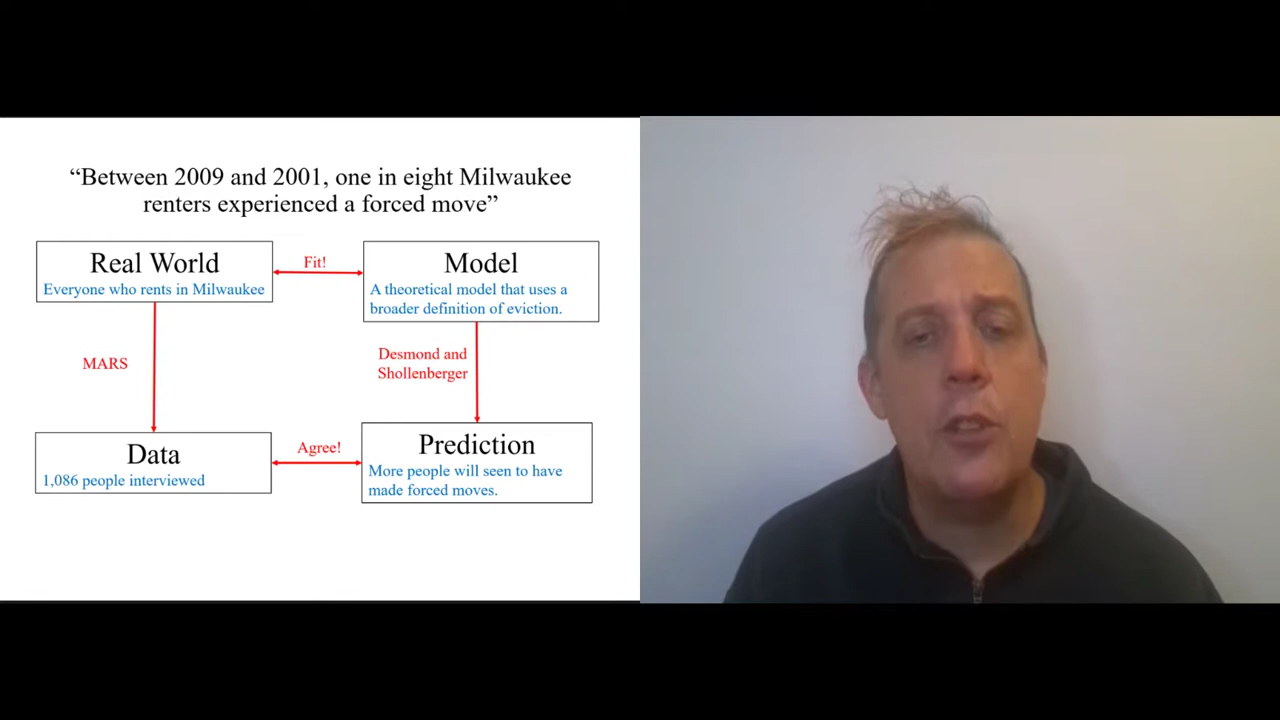 “Between 2009 and 2001, one in eight Milwaukee
renters experienced a forced move”
Real World
Everyone who rents in Milwaukee
Fit!
Model
A theoretical model that uses a
broader definition of eviction.
MARS
Desmond and
Shollenberger
Data
1,086 people interviewed
Agree!
Prediction
More people will seen to have
made forced moves.